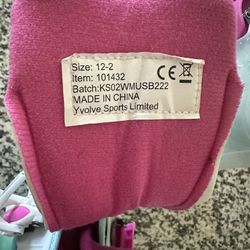 Size: 12-2
Item: 101432
Batch:KS02WMUSB222
MADE IN CHINA
Yvolve Sports Limited
CE